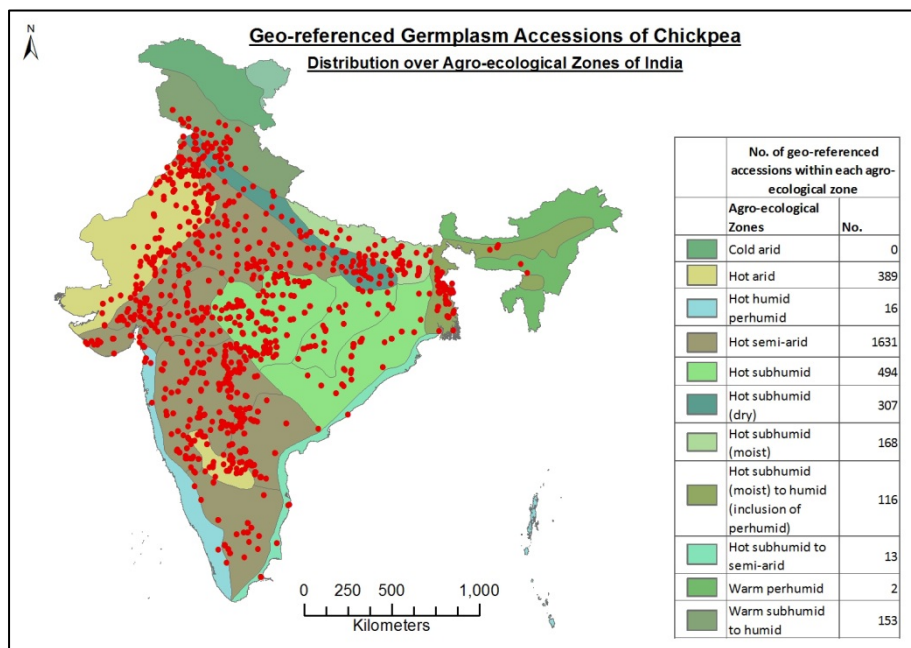 N
Geo-referenced Germplasm Accessions of Chickpea
Distribution over Agro-ecological Zones of India
No. of geo-referenced
accessions within each agro-
ecological zone
Agro-ecological
Zones No.
Cold arid 0
Hot arid 389
Hot humid
perhumid 16
Hot semi-arid 1631
Hot subhumid 494
Hot subhumid
(dry) 307
Hot subhumid
(moist) 168
Hot subhumid
(moist) to humid
(inclusion of
perhumid) 116
Hot subhumid to
semi-arid 13
Warm perhumid 2
Warm subhumid
to humid 153
0 250 500 1,000
Kilometers